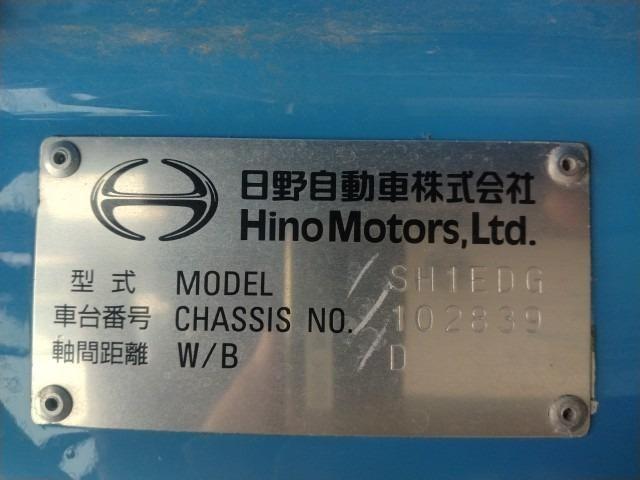 日野自動車株式会社
Hino Motors, Ltd.
型式 MODEL SH1EDG
車台番号 CHASSIS NO. 102839
軸間距離 W/B D